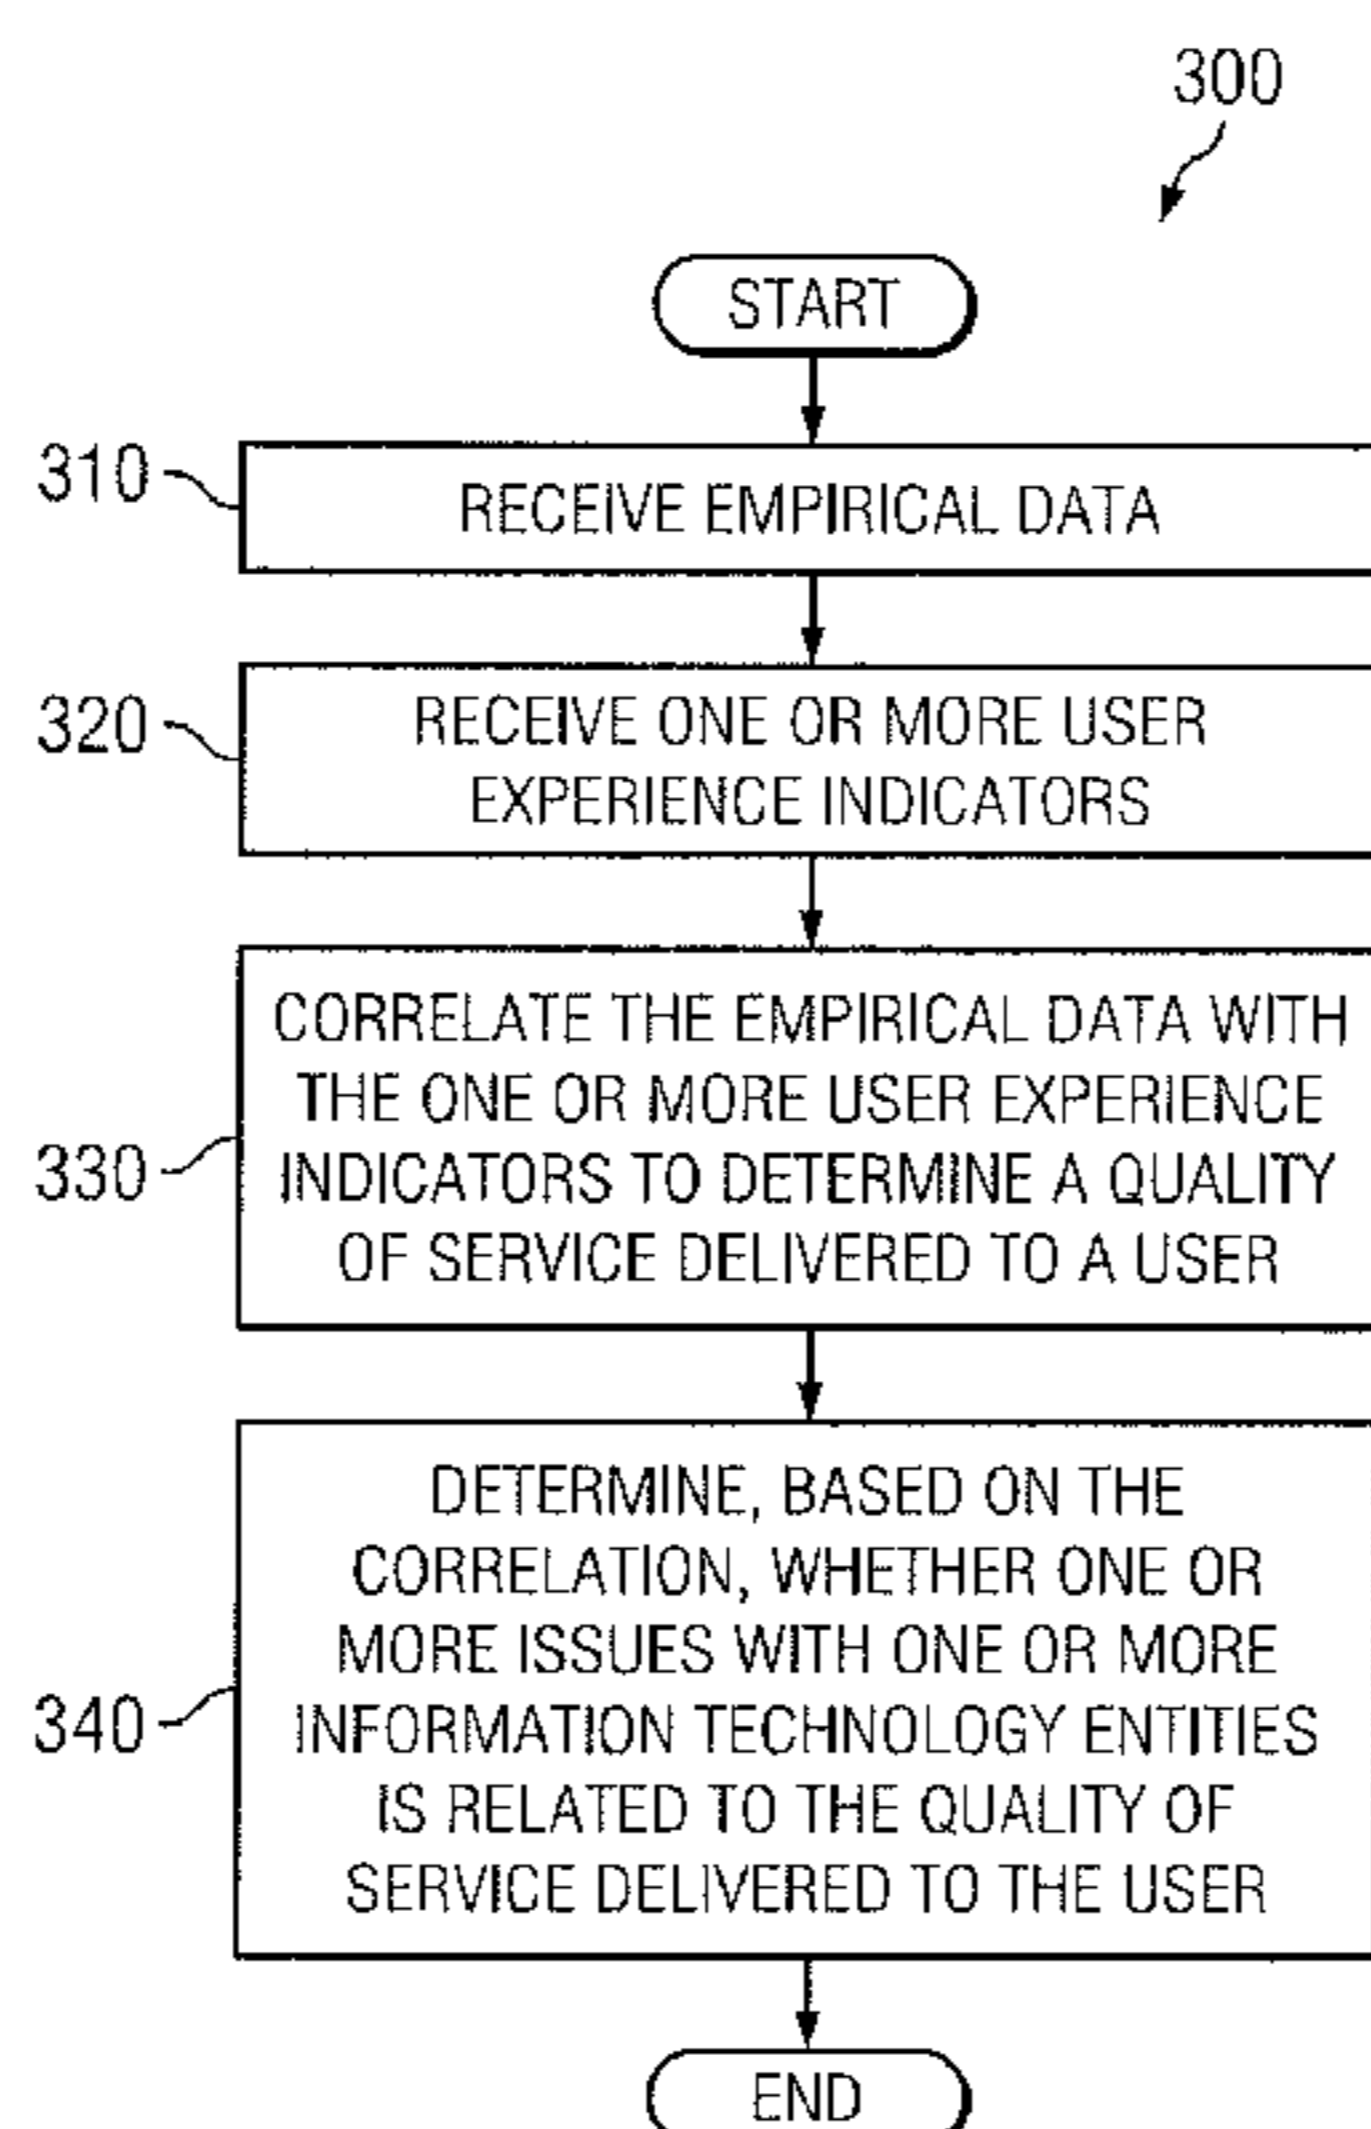 300
START
310
RECEIVE EMPIRICAL DATA
320
RECEIVE ONE OR MORE USER
EXPERIENCE INDICATORS
330
CORRELATE THE EMPIRICAL DATA WITH
THE ONE OR MORE USER EXPERIENCE
INDICATORS TO DETERMINE A QUALITY
OF SERVICE DELIVERED TO A USER
340
DETERMINE, BASED ON THE
CORRELATION, WHETHER ONE OR
MORE ISSUES WITH ONE OR MORE
INFORMATION TECHNOLOGY ENTITIES
IS RELATED TO THE QUALITY OF
SERVICE DELIVERED TO THE USER
END